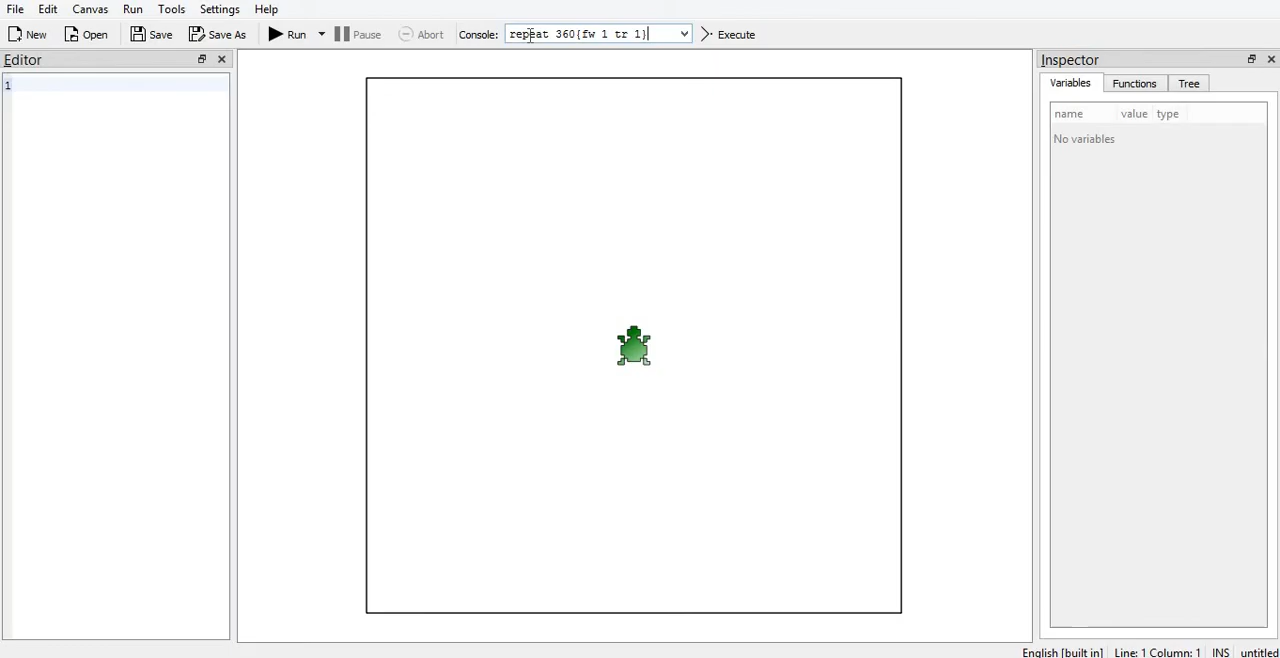 File Edit Canvas Run Tools Settings Help
New Open Save Save As Run Pause Abort Console: repeat 360{fw 1 tr 1} Execute
Editor
1
Inspector
Variables Functions Tree
name value type
No variables
English [built in] Line: 1 Column: 1 INS untitled